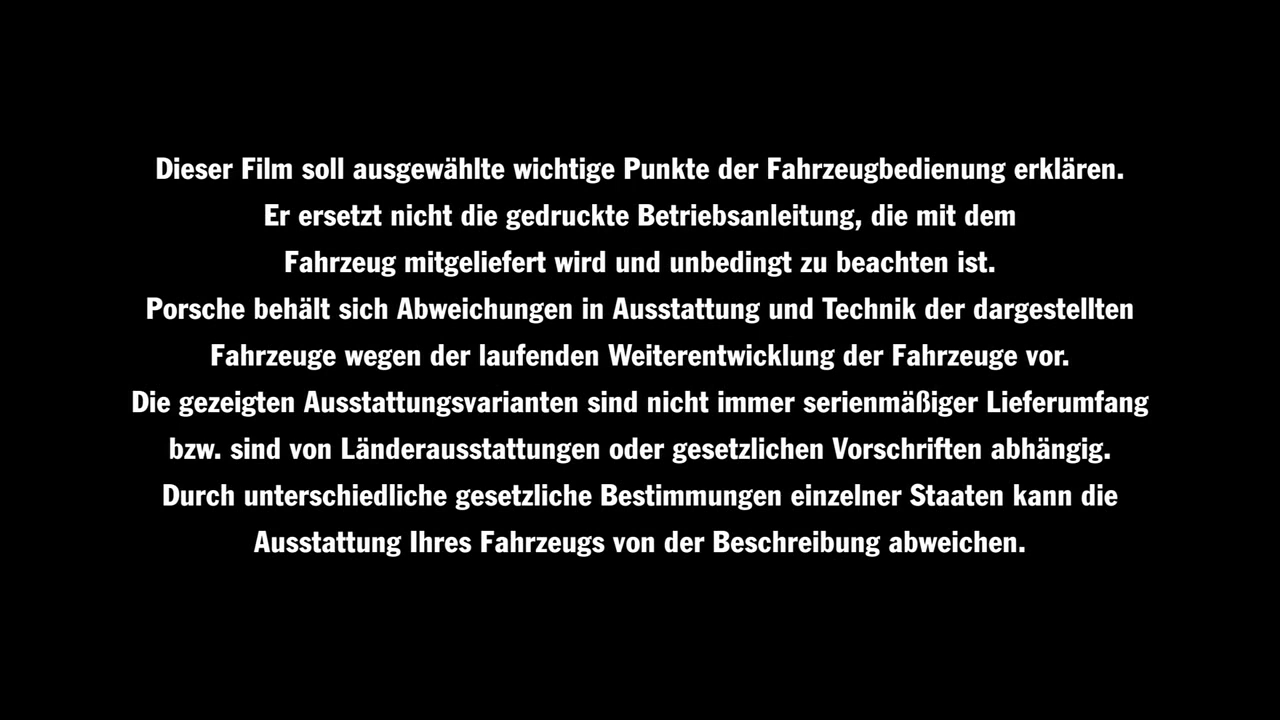 Dieser Film soll ausgewählte wichtige Punkte der Fahrzeugbedienung erklären.
Er ersetzt nicht die gedruckte Betriebsanleitung, die mit dem
Fahrzeug mitgeliefert wird und unbedingt zu beachten ist.
Porsche behält sich Abweichungen in Ausstattung und Technik der dargestellten
Fahrzeuge wegen der laufenden Weiterentwicklung der Fahrzeuge vor.
Die gezeigten Ausstattungsvarianten sind nicht immer serienmäßiger Lieferumfang
bzw. sind von Länderausstattungen oder gesetzlichen Vorschriften abhängig.
Durch unterschiedliche gesetzliche Bestimmungen einzelner Staaten kann die
Ausstattung Ihres Fahrzeugs von der Beschreibung abweichen.